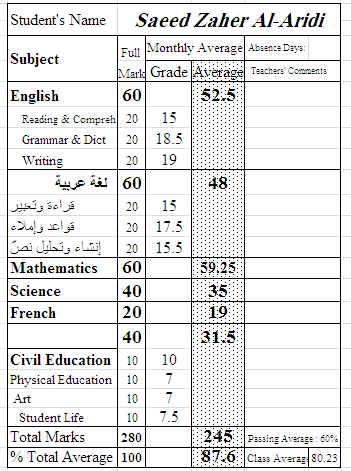 Student's Name Saeed Zaher Al-Aridi
Subject Full Mark Monthly Average Absence Days:
Grade Average Teachers' Comments
English 60 52.5
Reading & Compreh 20 15
Grammar & Dict 20 18.5
Writing 20 19
لغة عربية 60 48
قراءة وتعبير 20 15
قواعد وإملاء 20 17.5
إنشاء وتحليل نصّ 20 15.5
Mathematics 60 59.25
Science 40 35
French 20 19
40 31.5
Civil Education 10 10
Physical Education 10 7
Art 10 7
Student Life 10 7.5
Total Marks 280 245 Passing Average : 60%
% Total Average 100 87.6 Class Averag 80.23